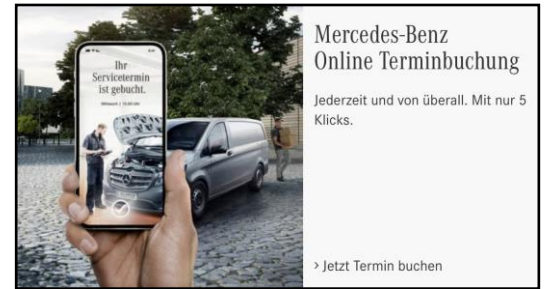 Ihr
Servicetermin
ist gebucht.
Mercedes-Benz
Online Terminbuchung
Jederzeit und von überall. Mit nur 5
Klicks.
> Jetzt Termin buchen